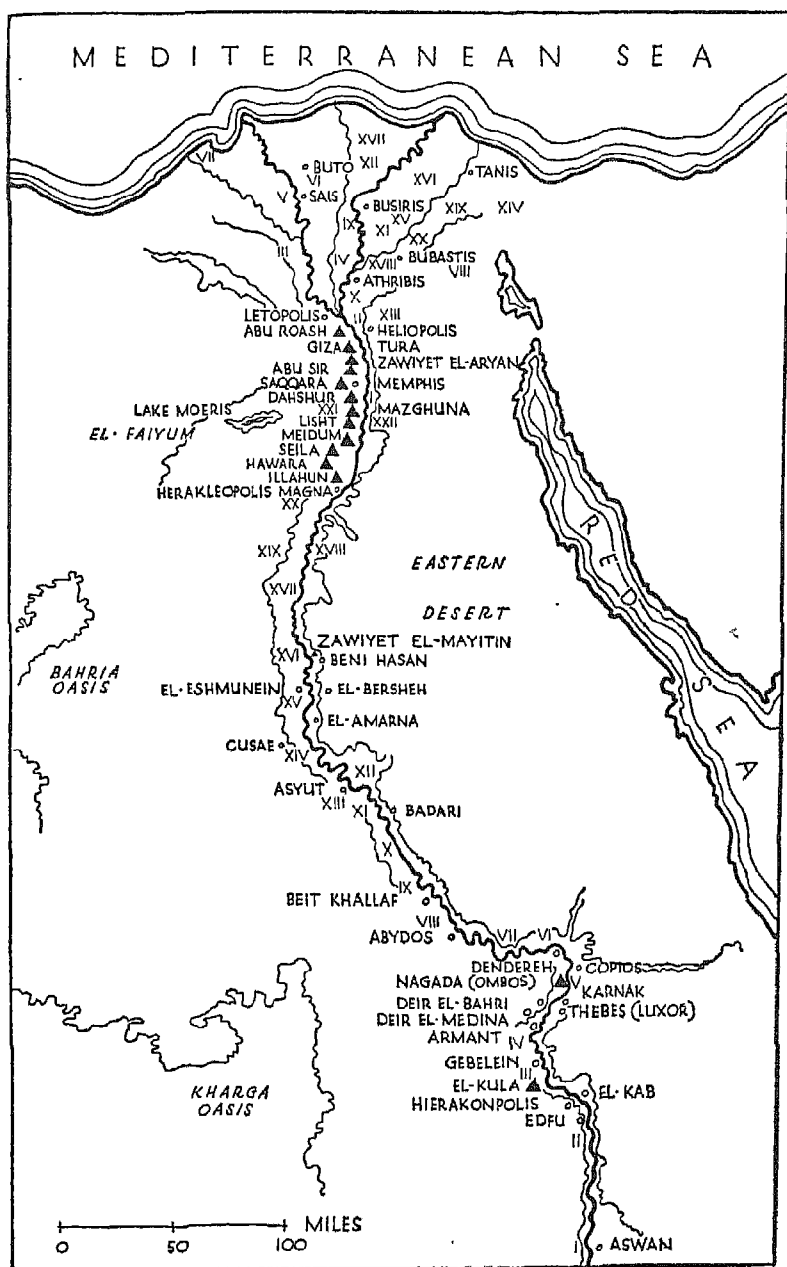 MEDITERRANEAN SEA
VII
XVII
BUTO
XII
VI
V
SAIS
XVI
TANIS
BUSIRIS
IX
XI
XV
XIX
XIV
XX
III
IV
XVIII
BUBASTIS
VIII
ATHRIBIS
X
LETOPOLIS
II
XIII
ABU ROASH
HELIOPOLIS
GIZA
TURA
ZAWIYET EL-ARYAN
ABU SIR
SAQQARA
MEMPHIS
DAHSHUR
I
LAKE MOERIS
XXI
MAZGHUNA
LISHT
XXII
EL-FAIYUM
MEIDUM
SEILA
HAWARA
ILLAHUN
HERAKLEOPOLIS MAGNA
XX
XIX
XVIII
EASTERN
DESERT
RED SEA
XVII
ZAWIYET EL-MAYITIN
XVI
BENI HASAN
BAHRIA
OASIS
EL-ESHMUNEIN
EL-BERSHEH
XV
EL-AMARNA
CUSAE
XIV
XII
ASYUT
XIII
XI
BADARI
X
IX
BEIT KHALLAF
VIII
ABYDOS
VII
VI
DENDEREH
COPTOS
NAGADA (OMBOS)
V
KARNAK
DEIR EL-BAHRI
THEBES (LUXOR)
DEIR EL-MEDINA
ARMANT
IV
GEBELEIN
III
EL-KULA
EL-KAB
HIERAKONPOLIS
EDFU
II
KHARGA
OASIS
MILES
0 50 100
I
ASWAN